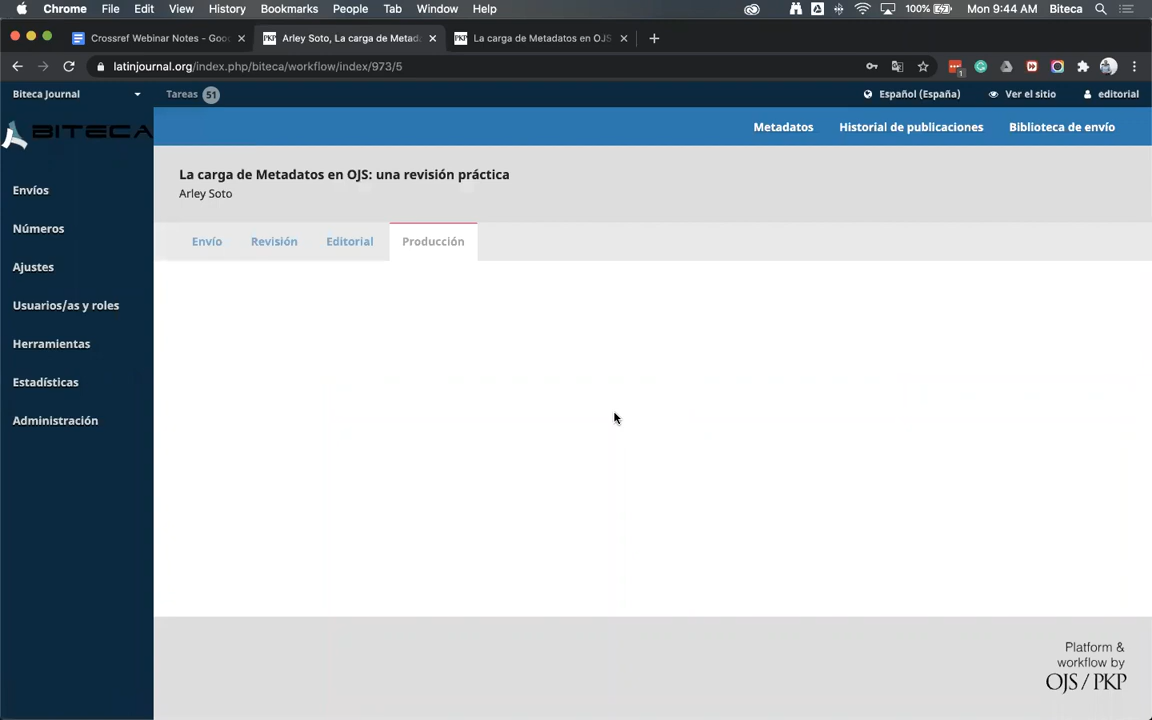 Chrome File Edit View History Bookmarks People Tab Window Help 100% Mon 9:44 AM Biteca
Crossref Webinar Notes - Goo
Arley Soto, La carga de Metad
La carga de Metadatos en OJS
latinjournal.org/index.php/biteca/workflow/index/973/5
Biteca Journal
Tareas 51
Español (España)
Ver el sitio
editorial
BITECA
Metadatos
Historial de publicaciones
Biblioteca de envío
La carga de Metadatos en OJS: una revisión práctica
Arley Soto
Envío
Revisión
Editorial
Producción
Envíos
Números
Ajustes
Usuarios/as y roles
Herramientas
Estadísticas
Administración
Platform &
workflow by
OJS / PKP